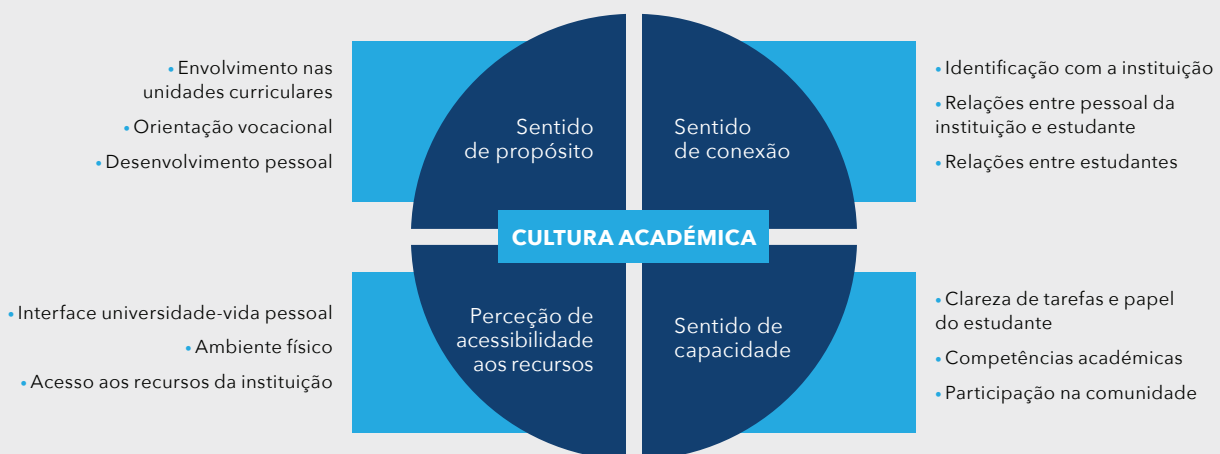 • Envolvimento nas
unidades curriculares
• Orientação vocacional
• Desenvolvimento pessoal
Sentido
de propósito
Sentido
de conexão
• Identificação com a instituição
• Relações entre pessoal da
instituição e estudante
• Relações entre estudantes
CULTURA ACADÉMICA
• Interface universidade-vida pessoal
• Ambiente físico
• Acesso aos recursos da instituição
Perceção de
acessibilidade
aos recursos
Sentido de
capacidade
• Clareza de tarefas e papel
do estudante
• Competências académicas
• Participação na comunidade